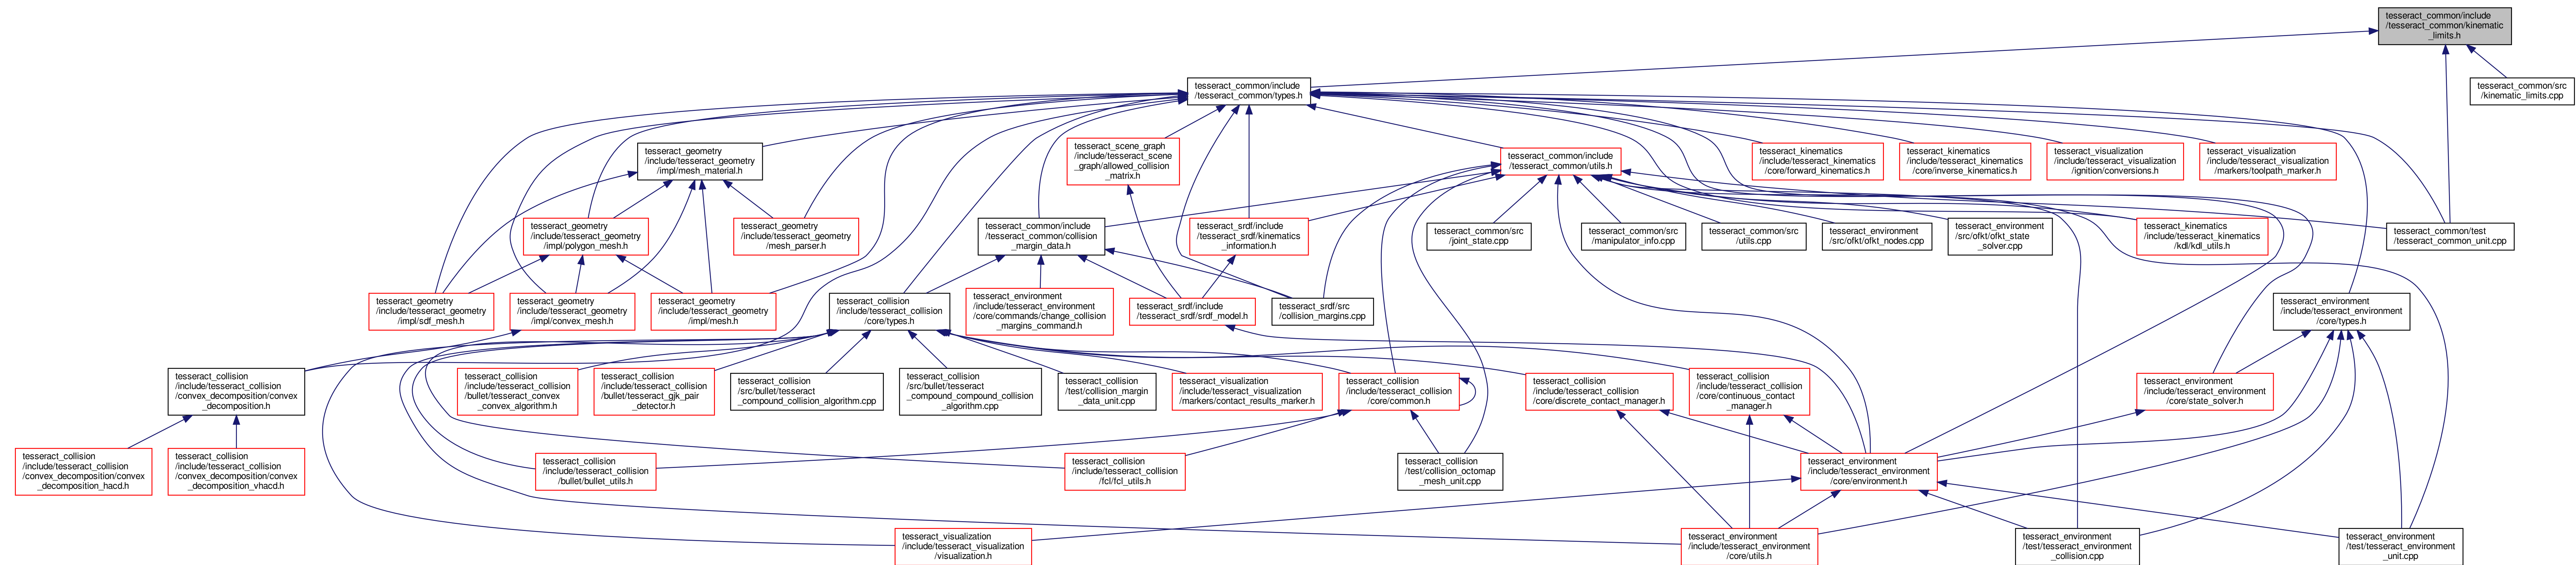 tesseract_common/include
/tesseract_common/kinematic
_limits.h
tesseract_common/include
/tesseract_common/types.h
tesseract_common/src
/kinematic_limits.cpp
tesseract_geometry
/include/tesseract_geometry
/impl/mesh_material.h
tesseract_scene_graph
/include/tesseract_scene
_graph/allowed_collision
_matrix.h
tesseract_common/include
/tesseract_common/utils.h
tesseract_kinematics
/include/tesseract_kinematics
/core/forward_kinematics.h
tesseract_kinematics
/include/tesseract_kinematics
/core/inverse_kinematics.h
tesseract_visualization
/include/tesseract_visualization
/ignition/conversions.h
tesseract_visualization
/include/tesseract_visualization
/markers/toolpath_marker.h
tesseract_geometry
/include/tesseract_geometry
/impl/polygon_mesh.h
tesseract_geometry
/include/tesseract_geometry
/mesh_parser.h
tesseract_common/include
/tesseract_common/collision
_margin_data.h
tesseract_srdf/include
/tesseract_srdf/kinematics
_information.h
tesseract_common/src
/joint_state.cpp
tesseract_common/src
/manipulator_info.cpp
tesseract_common/src
/utils.cpp
tesseract_environment
/src/ofkt/ofkt_nodes.cpp
tesseract_environment
/src/ofkt/ofkt_state
_solver.cpp
tesseract_kinematics
/include/tesseract_kinematics
/kdl/kdl_utils.h
tesseract_common/test
/tesseract_common_unit.cpp
tesseract_geometry
/include/tesseract_geometry
/impl/sdf_mesh.h
tesseract_geometry
/include/tesseract_geometry
/impl/convex_mesh.h
tesseract_geometry
/include/tesseract_geometry
/impl/mesh.h
tesseract_collision
/include/tesseract_collision
/core/types.h
tesseract_environment
/include/tesseract_environment
/core/commands/change_collision
_margins_command.h
tesseract_srdf/include
/tesseract_srdf/srdf_model.h
tesseract_srdf/src
/collision_margins.cpp
tesseract_environment
/include/tesseract_environment
/core/types.h
tesseract_collision
/include/tesseract_collision
/convex_decomposition/convex
_decomposition.h
tesseract_collision
/include/tesseract_collision
/bullet/tesseract_convex
_convex_algorithm.h
tesseract_collision
/include/tesseract_collision
/bullet/tesseract_gjk_pair
_detector.h
tesseract_collision
/src/bullet/tesseract
_compound_collision_algorithm.cpp
tesseract_collision
/src/bullet/tesseract
_compound_compound_collision
_algorithm.cpp
tesseract_collision
/test/collision_margin
_data_unit.cpp
tesseract_visualization
/include/tesseract_visualization
/markers/contact_results_marker.h
tesseract_collision
/include/tesseract_collision
/core/common.h
tesseract_collision
/include/tesseract_collision
/core/discrete_contact_manager.h
tesseract_collision
/include/tesseract_collision
/core/continuous_contact
_manager.h
tesseract_environment
/include/tesseract_environment
/core/state_solver.h
tesseract_collision
/include/tesseract_collision
/convex_decomposition/convex
_decomposition_hacd.h
tesseract_collision
/include/tesseract_collision
/convex_decomposition/convex
_decomposition_vhacd.h
tesseract_collision
/include/tesseract_collision
/bullet/bullet_utils.h
tesseract_collision
/include/tesseract_collision
/fcl/fcl_utils.h
tesseract_collision
/test/collision_octomap
_mesh_unit.cpp
tesseract_environment
/include/tesseract_environment
/core/environment.h
tesseract_visualization
/include/tesseract_visualization
/visualization.h
tesseract_environment
/include/tesseract_environment
/core/utils.h
tesseract_environment
/test/tesseract_environment
_collision.cpp
tesseract_environment
/test/tesseract_environment
_unit.cpp